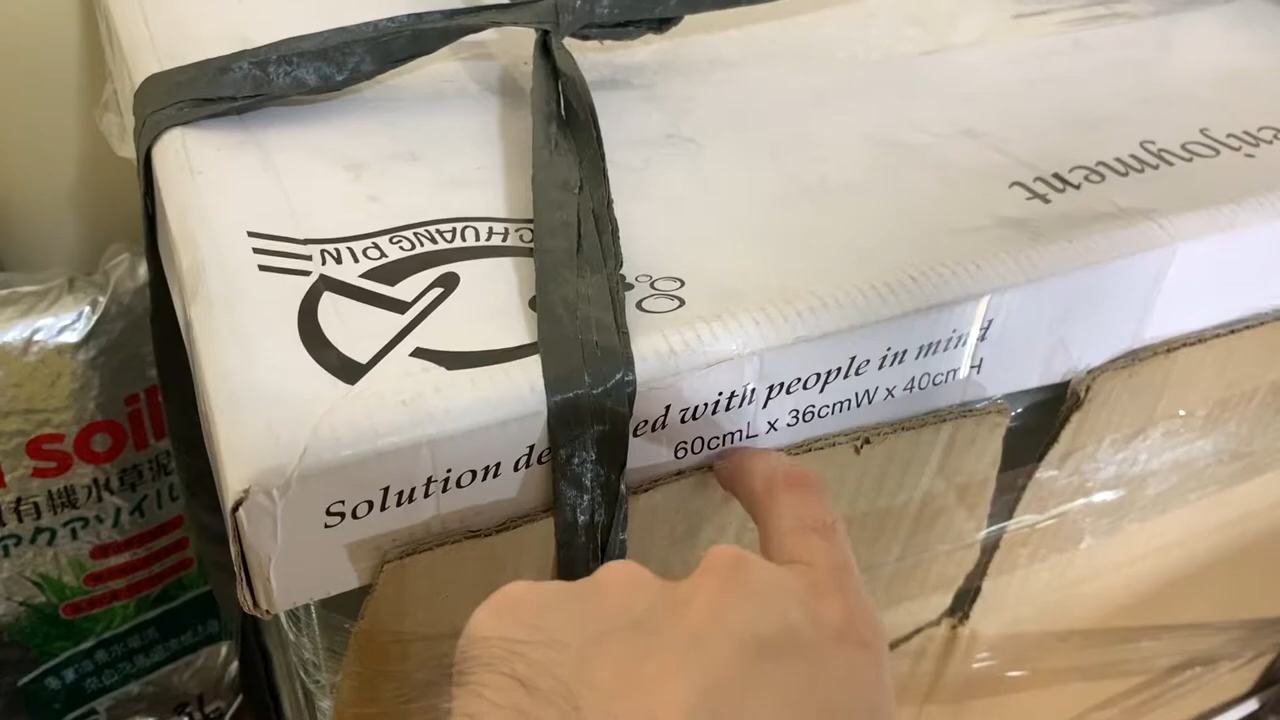 enjoyment
CHUANG PIN
Solution de ed with people in mind
60cmL x 36cmW x 40cmH
soil
有機水草泥
アクアソイル